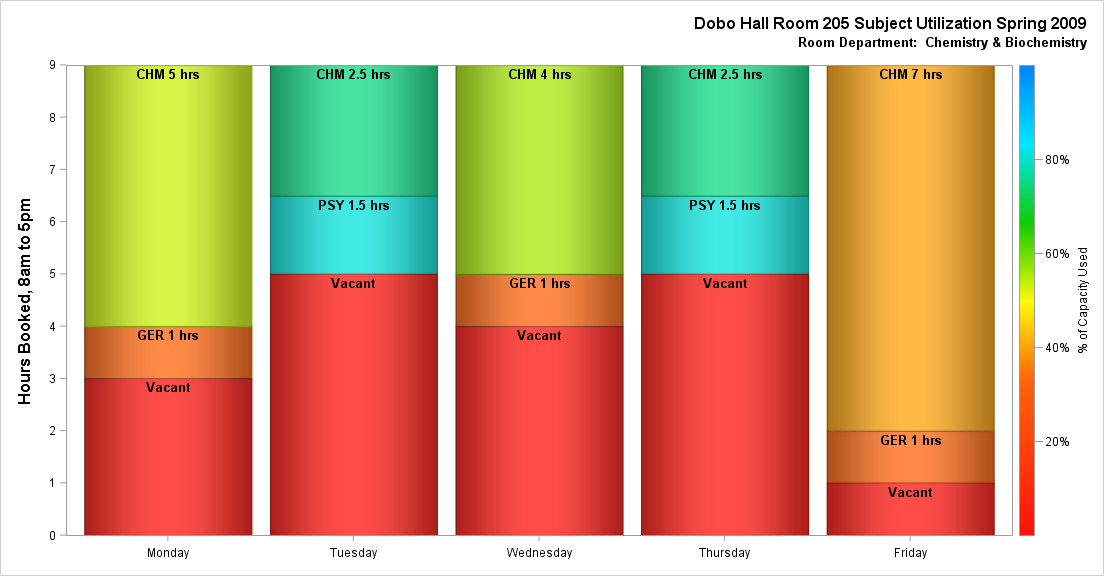 Dobo Hall Room 205 Subject Utilization Spring 2009
Room Department:  Chemistry & Biochemistry
Hours Booked, 8am to 5pm
9
8
7
6
5
4
3
2
1
0
CHM 5 hrs
GER 1 hrs
Vacant
CHM 2.5 hrs
PSY 1.5 hrs
Vacant
CHM 4 hrs
GER 1 hrs
Vacant
CHM 2.5 hrs
PSY 1.5 hrs
Vacant
CHM 7 hrs
GER 1 hrs
Vacant
Monday
Tuesday
Wednesday
Thursday
Friday
80%
60%
40%
20%
% of Capacity Used